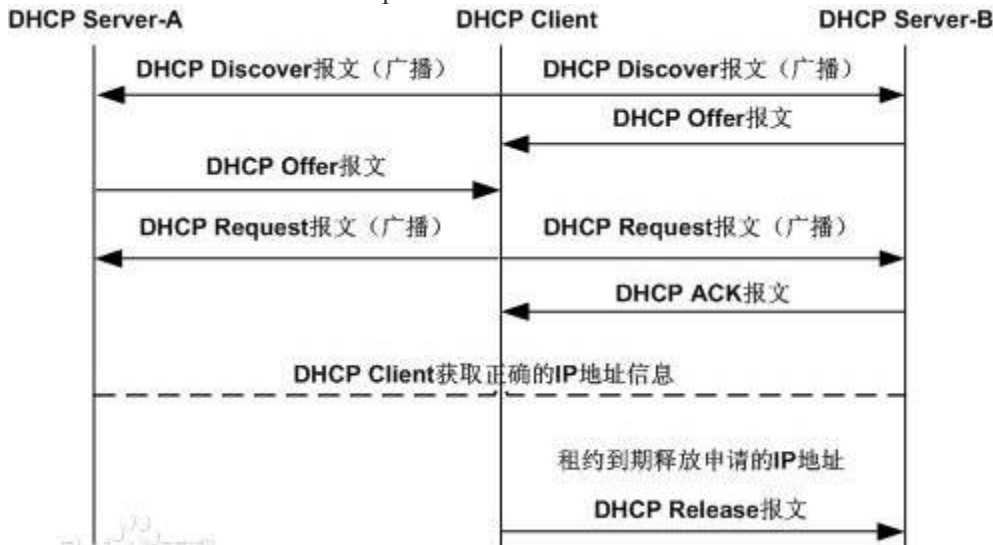 DHCP Server-A DHCP Client DHCP Server-B
DHCP Discover报文（广播） DHCP Discover报文（广播）
DHCP Offer报文
DHCP Offer报文
DHCP Request报文（广播） DHCP Request报文（广播）
DHCP ACK报文
DHCP Client获取正确的IP地址信息
租约到期释放申请的IP地址
DHCP Release报文